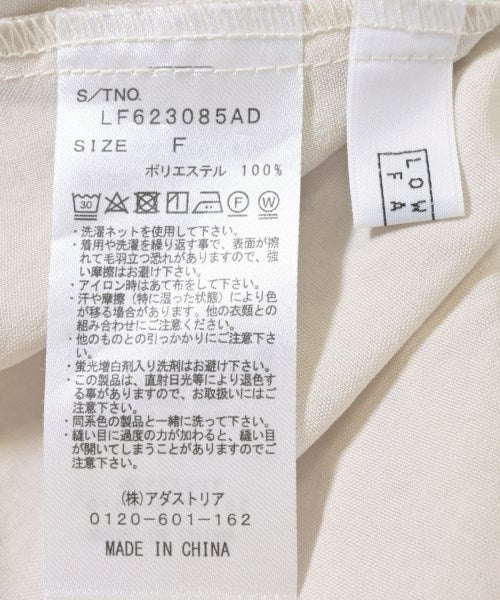 S/TNO.
LF623085AD
SIZE F
ポリエステル 100%
30 F W
・洗濯ネットを使用して下さい。
・着用や洗濯を繰り返す事で、表面が擦
れて毛羽立つ恐れがありますので、強
い摩擦はお避け下さい。
・アイロン時はあて布をして下さい。
・汗や摩擦（特に湿った状態）により色
が移る場合があります。他の衣類との
組み合わせにご注意ください。
・他のものとの引っかかりにご注意下さ
い。
・蛍光増白剤入り洗剤はお避け下さい。
・この製品は、直射日光等により退色す
る事がありますので、お取扱いにはご
注意下さい。
・同系色の製品と一緒に洗って下さい。
・縫い目に過度の力が加わると、縫い目
が開いてしまうことがありますのでご
注意下さい。
(株)アダストリア
0120-601-162
MADE IN CHINA
LOW
FA